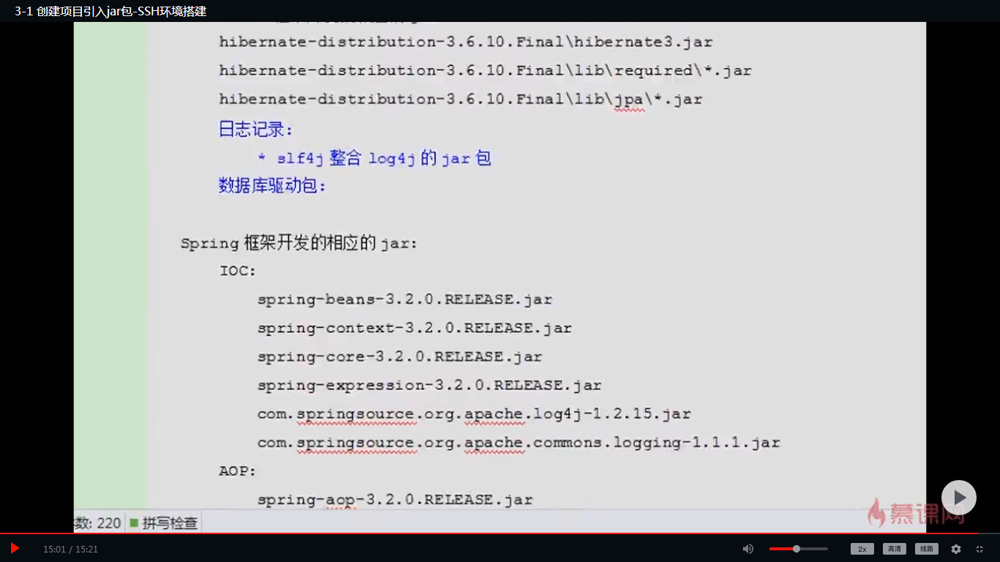 3-1 创建项目引入jar包-SSH环境搭建
hibernate-distribution-3.6.10.Final\hibernate3.jar
hibernate-distribution-3.6.10.Final\lib\required\*.jar
hibernate-distribution-3.6.10.Final\lib\jpa\*.jar
日志记录:
* slf4j 整合 log4j 的 jar 包
数据库驱动包:
Spring 框架开发的相应的 jar:
IOC:
spring-beans-3.2.0.RELEASE.jar
spring-context-3.2.0.RELEASE.jar
spring-core-3.2.0.RELEASE.jar
spring-expression-3.2.0.RELEASE.jar
com.springsource.org.apache.log4j-1.2.15.jar
com.springsource.org.apache.commons.logging-1.1.1.jar
AOP:
spring-aop-3.2.0.RELEASE.jar
慕课网
数: 220 拼写检查
15:01 / 15:21 2x 高清 线路